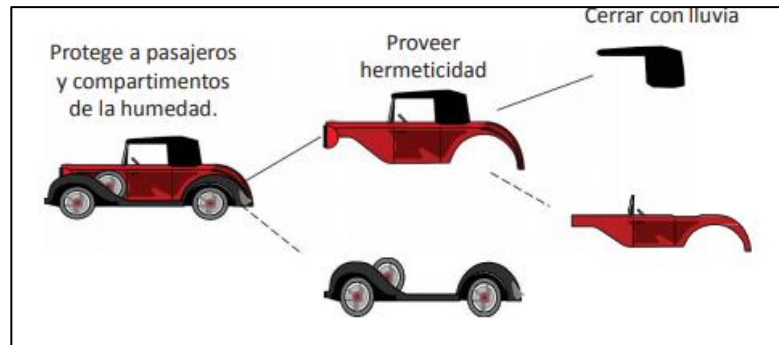 Protege a pasajeros
y compartimentos
de la humedad.
Proveer
hermeticidad
Cerrar con lluvia